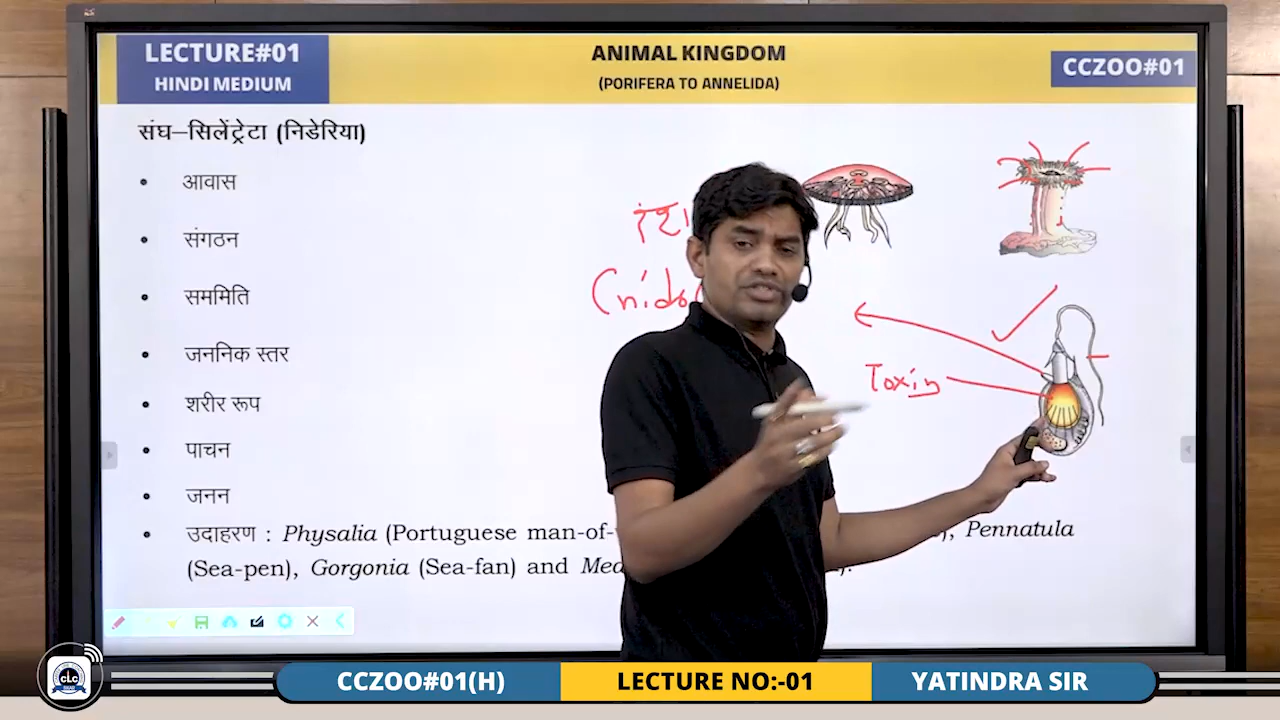 LECTURE#01
HINDI MEDIUM
ANIMAL KINGDOM
(PORIFERA TO ANNELIDA)
CCZOO#01
संघ–सिलेंट्रेटा (निडेरिया)
• आवास
• संगठन
• सममिति
• जननिक स्तर
• शरीर रूप
• पाचन
• जनन
• उदाहरण : Physalia (Portuguese man-of- , Pennatula
(Sea-pen), Gorgonia (Sea-fan) and
Toxin
CLC
SIKAR
CCZOO#01(H)
LECTURE NO:-01
YATINDRA SIR